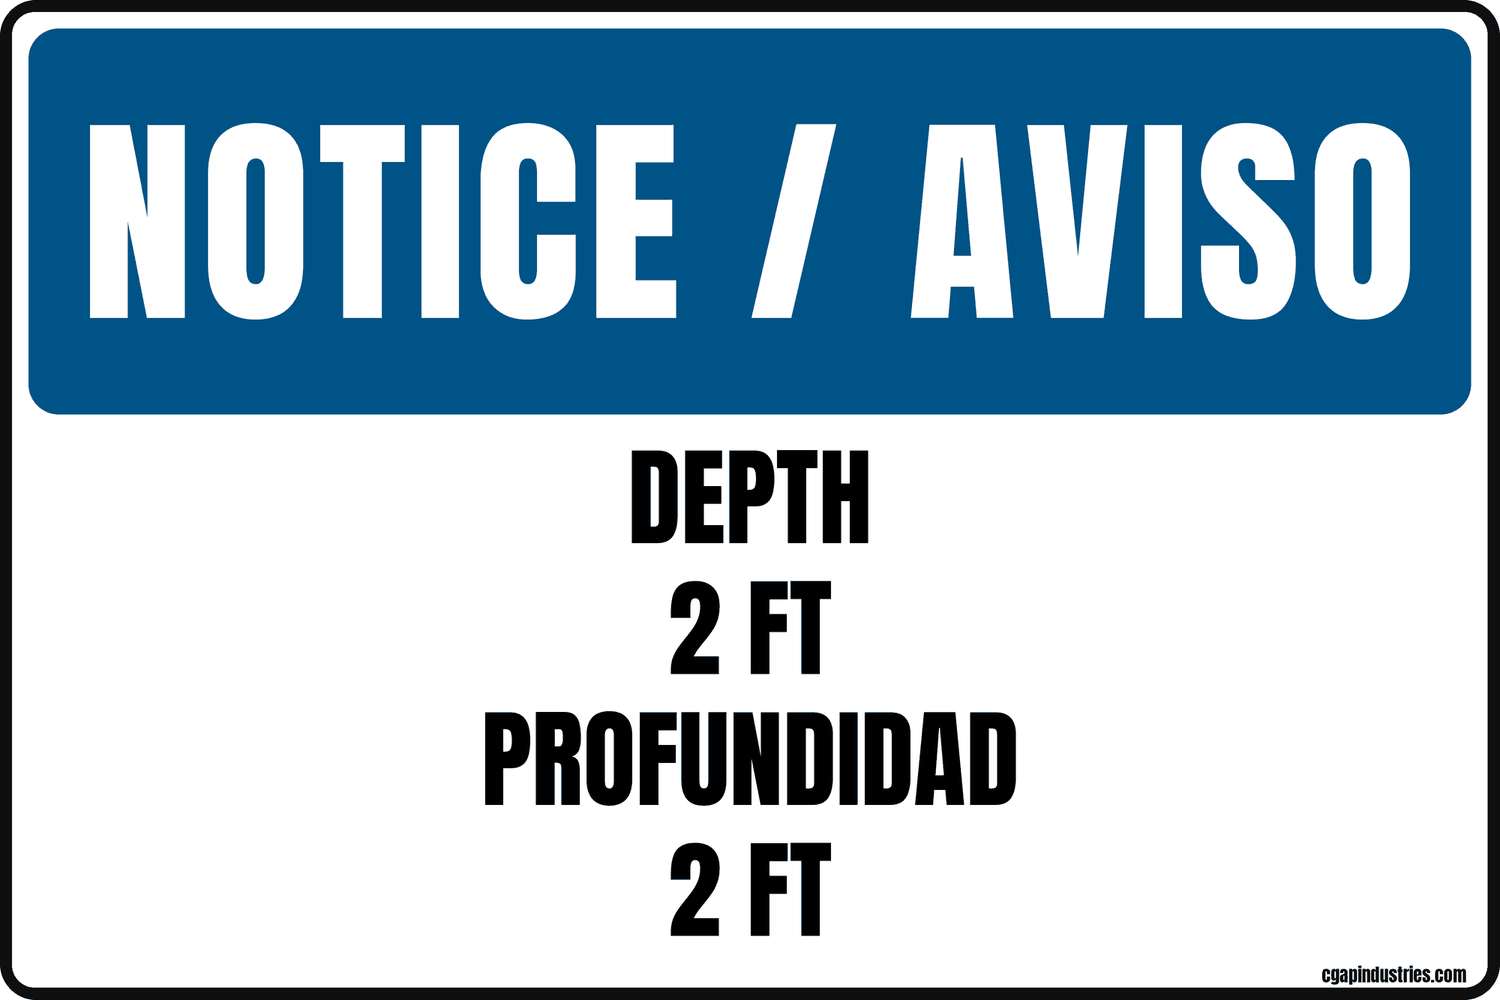 NOTICE / AVISO
DEPTH
2 FT
PROFUNDIDAD
2 FT
cgapindustries.com